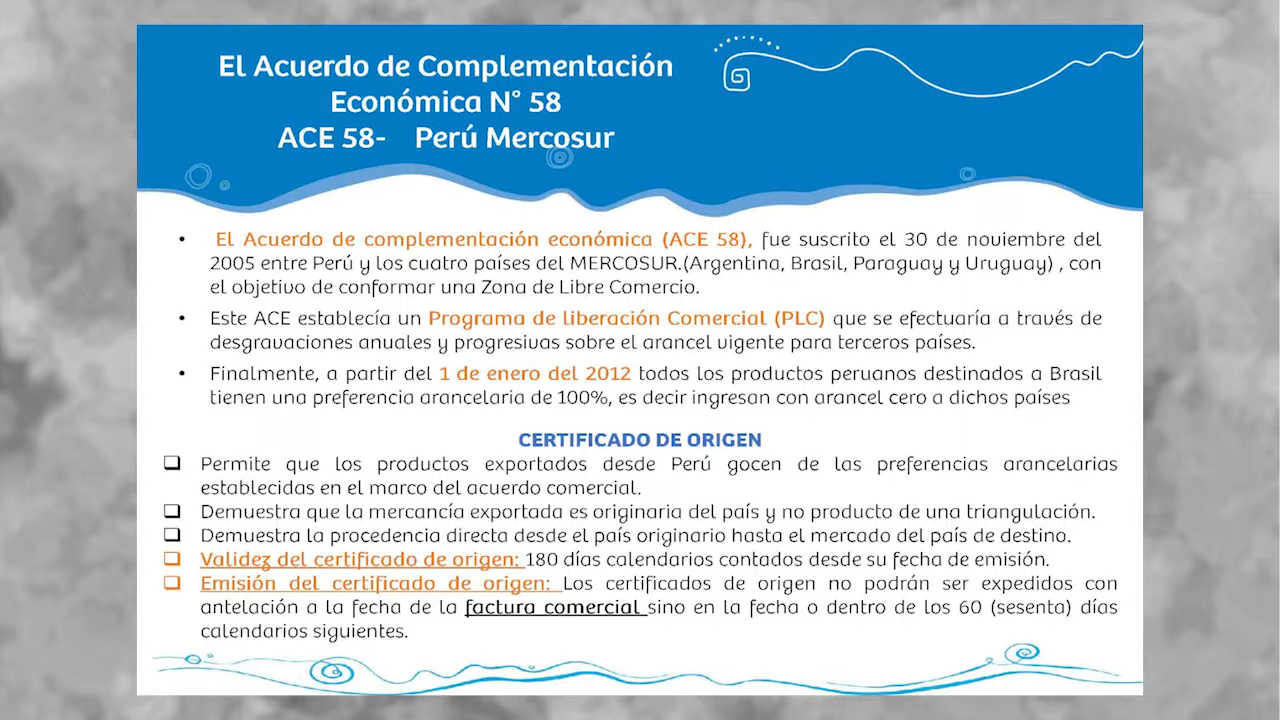 El Acuerdo de Complementación
Económica N° 58
ACE 58- Perú Mercosur
• El Acuerdo de complementación económica (ACE 58), fue suscrito el 30 de noviembre del
2005 entre Perú y los cuatro países del MERCOSUR.(Argentina, Brasil, Paraguay y Uruguay) , con
el objetivo de conformar una Zona de Libre Comercio.
• Este ACE establecía un Programa de liberación Comercial (PLC) que se efectuaría a través de
desgravaciones anuales y progresivas sobre el arancel vigente para terceros países.
• Finalmente, a partir del 1 de enero del 2012 todos los productos peruanos destinados a Brasil
tienen una preferencia arancelaria de 100%, es decir ingresan con arancel cero a dichos países
CERTIFICADO DE ORIGEN
❑ Permite que los productos exportados desde Perú gocen de las preferencias arancelarias
establecidas en el marco del acuerdo comercial.
❑ Demuestra que la mercancía exportada es originaria del país y no producto de una triangulación.
❑ Demuestra la procedencia directa desde el país originario hasta el mercado del país de destino.
❑ Validez del certificado de origen: 180 días calendarios contados desde su fecha de emisión.
❑ Emisión del certificado de origen: Los certificados de origen no podrán ser expedidos con
antelación a la fecha de la factura comercial sino en la fecha o dentro de los 60 (sesenta) días
calendarios siguientes.